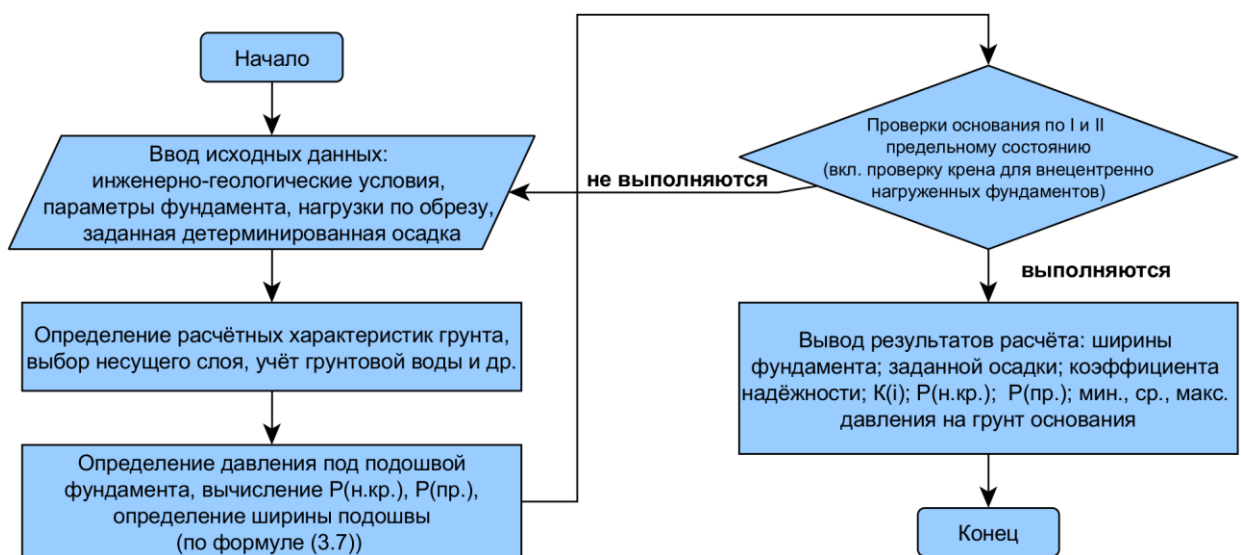 Начало
Ввод исходных данных:
инженерно-геологические условия,
параметры фундамента, нагрузки по обрезу,
заданная детерминированная осадка
Определение расчётных характеристик грунта,
выбор несущего слоя, учёт грунтовой воды и др.
Определение давления под подошвой
фундамента, вычисление Р(н.кр.), Р(пр.),
определение ширины подошвы
(по формуле (3.7))
Проверки основания по I и II
предельному состоянию
(вкл. проверку крена для внецентренно
нагруженных фундаментов)
не выполняются
выполняются
Вывод результатов расчёта: ширины
фундамента; заданной осадки; коэффициента
надёжности; К(i); Р(н.кр.); Р(пр.); мин., ср., макс.
давления на грунт основания
Конец